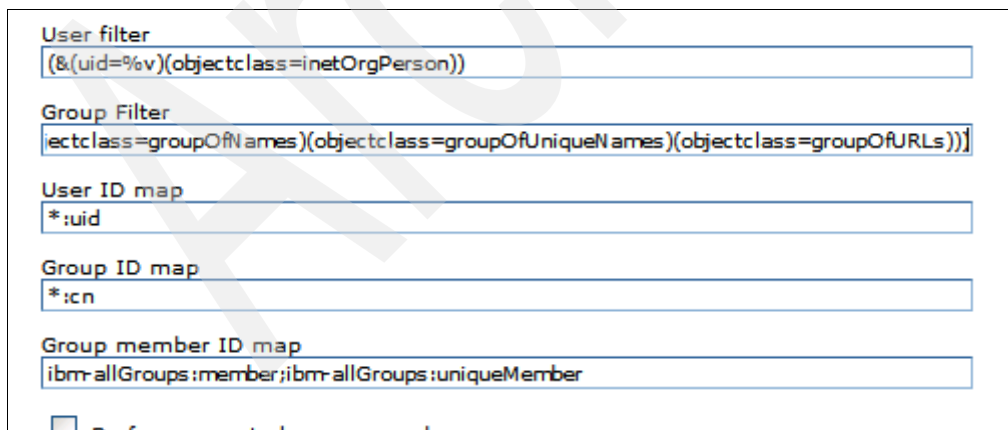 User filter
(&(uid=%v)(objectclass=inetOrgPerson))
Group Filter
jectclass=groupOfNames)(objectclass=groupOfUniqueNames)(objectclass=groupOfURLs)))
User ID map
*:uid
Group ID map
*:cn
Group member ID map
ibm-allGroups:member;ibm-allGroups:uniqueMember